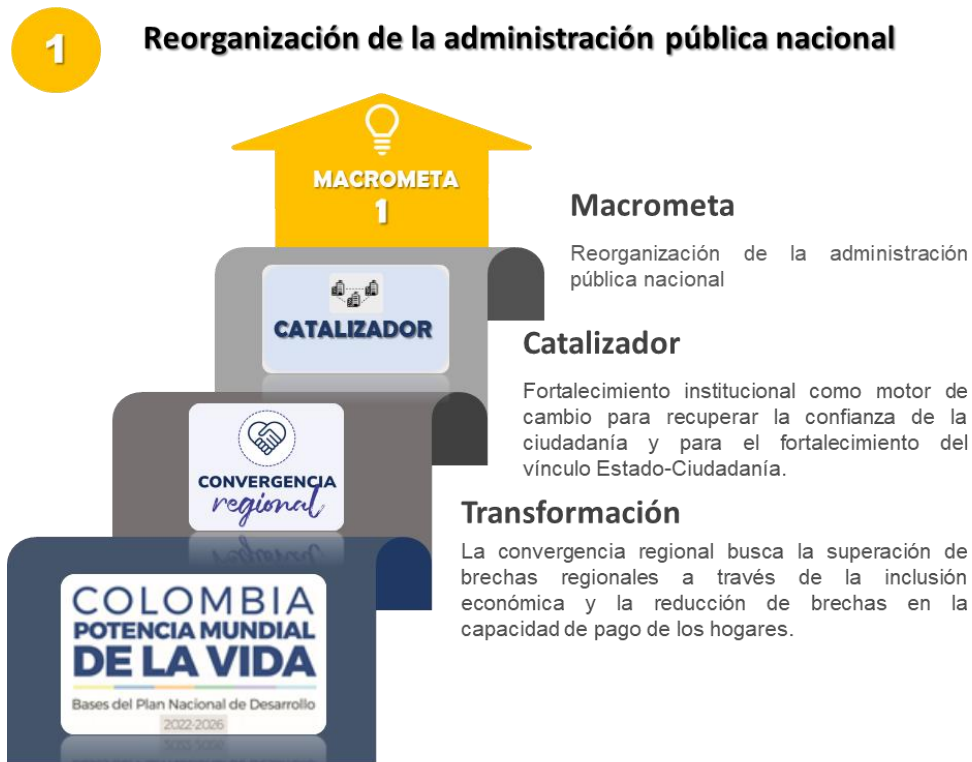 1
Reorganización de la administración pública nacional
MACROMETA
1
Macrometa
Reorganización de la administración
pública nacional
CATALIZADOR
Catalizador
Fortalecimiento institucional como motor de
cambio para recuperar la confianza de la
ciudadanía y para el fortalecimiento del
vínculo Estado-Ciudadanía.
CONVERGENCIA
regional
Transformación
La convergencia regional busca la superación de
brechas regionales a través de la inclusión
económica y la reducción de brechas en la
capacidad de pago de los hogares.
COLOMBIA
POTENCIA MUNDIAL
DE LA VIDA
Bases del Plan Nacional de Desarrollo
2022-2026